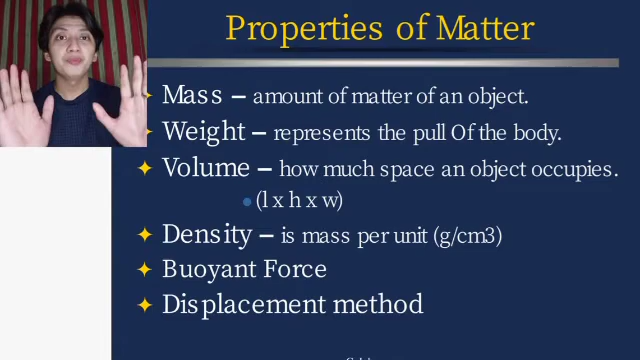 Properties of Matter
Mass – amount of matter of an object.
Weight – represents the pull Of the body.
Volume – how much space an object occupies.
(l x h x w)
Density – is mass per unit (g/cm3)
Buoyant Force
Displacement method